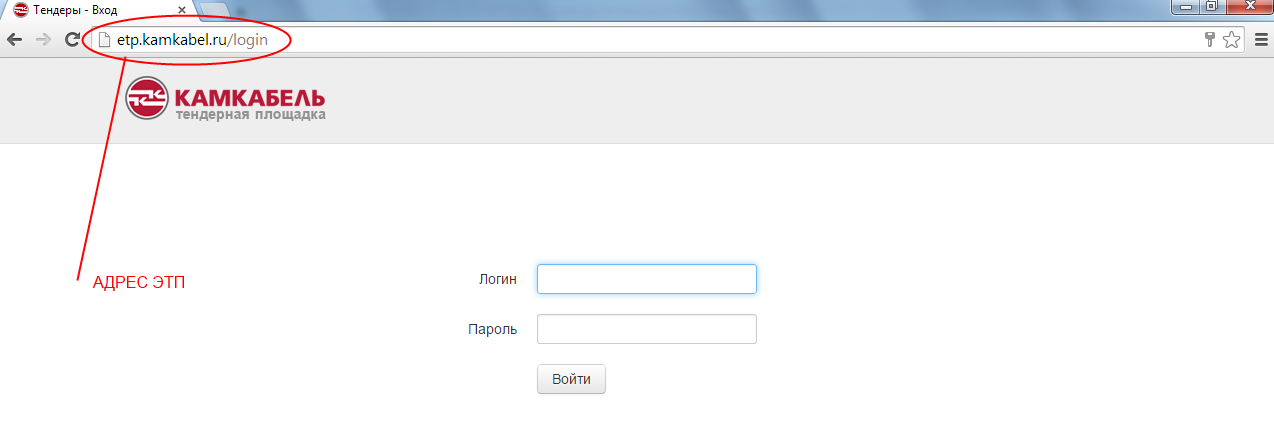 Тендеры - Вход
etp.kamkabel.ru/login
КАМКАБЕЛЬ
тендерная площадка
АДРЕС ЭТП
Логин
Пароль
Войти